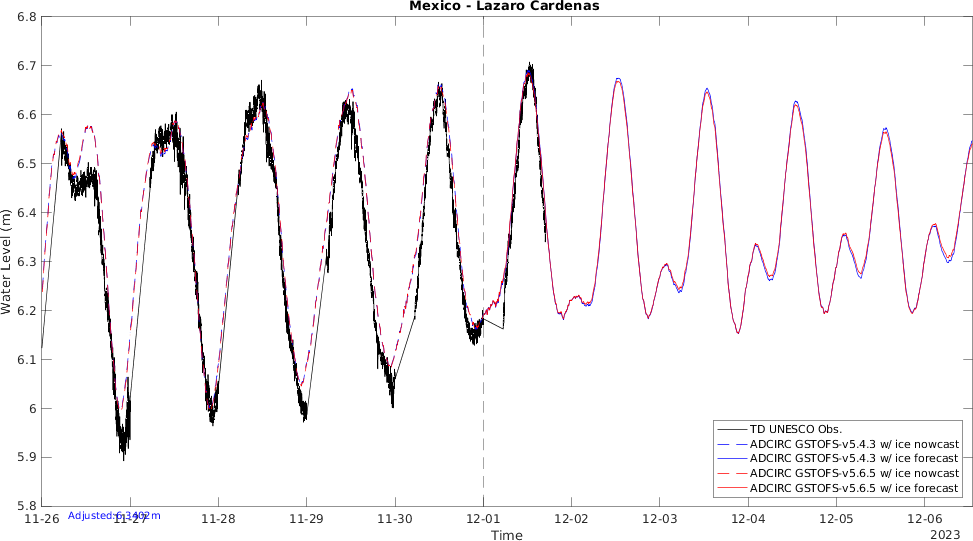 Mexico - Lazaro Cardenas
6.8
6.7
6.6
6.5
6.4
6.3
6.2
6.1
6
5.9
5.8
Water Level (m)
TD UNESCO Obs.
ADCIRC GSTOFS-v5.4.3 w/ ice nowcast
ADCIRC GSTOFS-v5.4.3 w/ ice forecast
ADCIRC GSTOFS-v5.6.5 w/ ice nowcast
ADCIRC GSTOFS-v5.6.5 w/ ice forecast
11-26 11-27 11-28 11-29 11-30 12-01 12-02 12-03 12-04 12-05 12-06
Time
2023